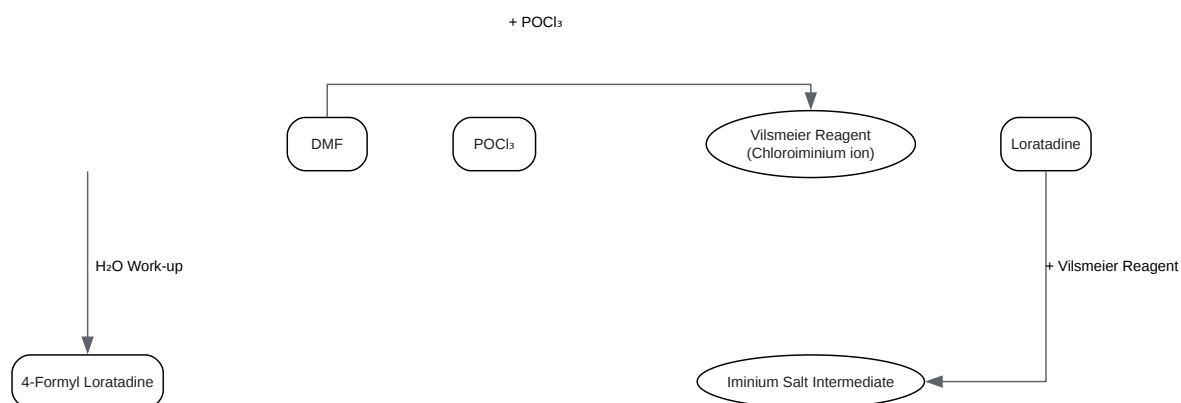 + POCl₃
DMF
POCl₃
Vilsmeier Reagent
(Chloroiminium ion)
Loratadine
H₂O Work-up
+ Vilsmeier Reagent
4-Formyl Loratadine
Iminium Salt Intermediate